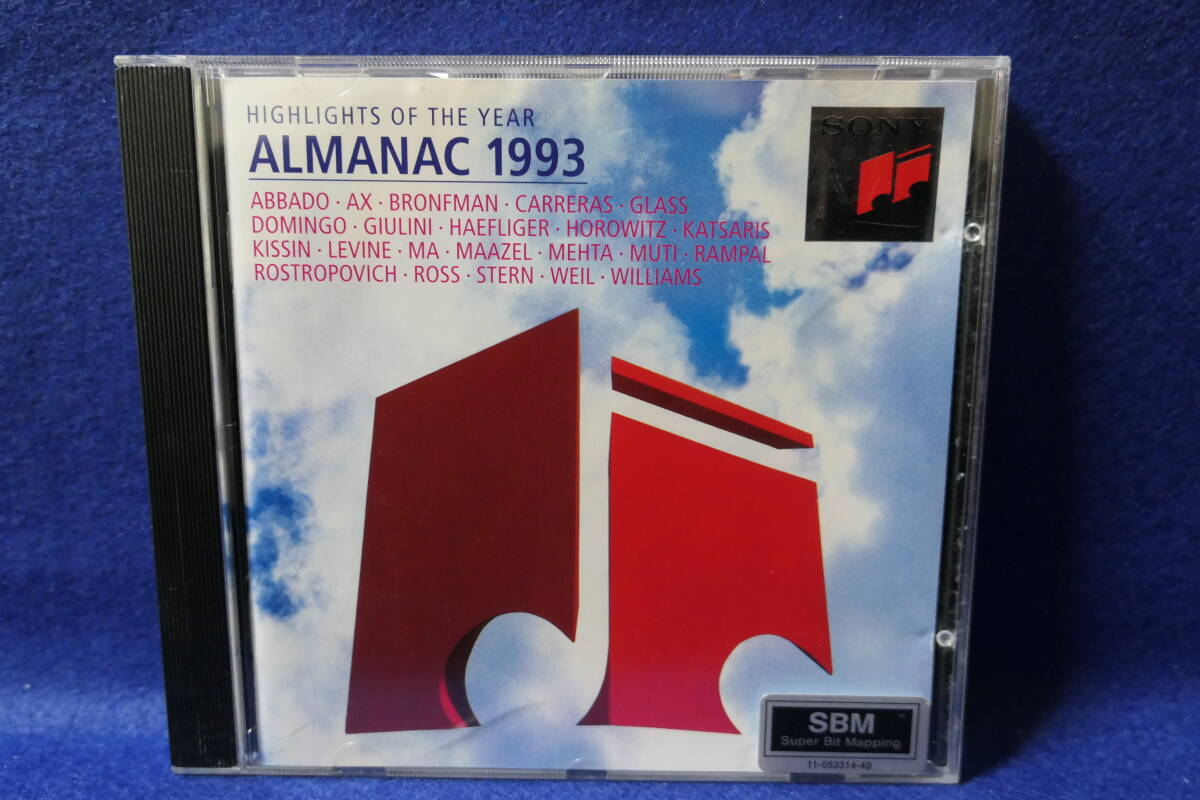 HIGHLIGHTS OF THE YEAR
ALMANAC 1993
ABBADO · AX · BRONFMAN · CARRERAS · GLASS
DOMINGO · GIULINI · HAEFLIGER · HOROWITZ · KATSARIS
KISSIN · LEVINE · MA · MAAZEL · MEHTA · MUTI · RAMPAL
ROSTROPOVICH · ROSS · STERN · WEIL · WILLIAMS
SONY
SBM
Super Bit Mapping
11-053314-40